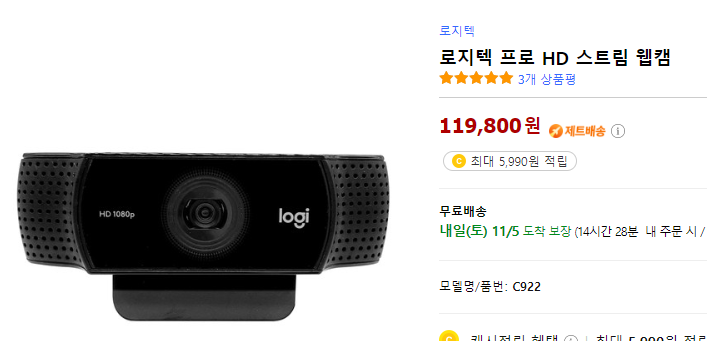 로지텍
로지텍 프로 HD 스트림 웹캠
3개 상품평
119,800원 제트배송 i
C 최대 5,990원 적립
HD 1080p
logi
무료배송
내일(토) 11/5 도착 보장 (14시간 28분 내 주문 시 /
모델명/품번: C922